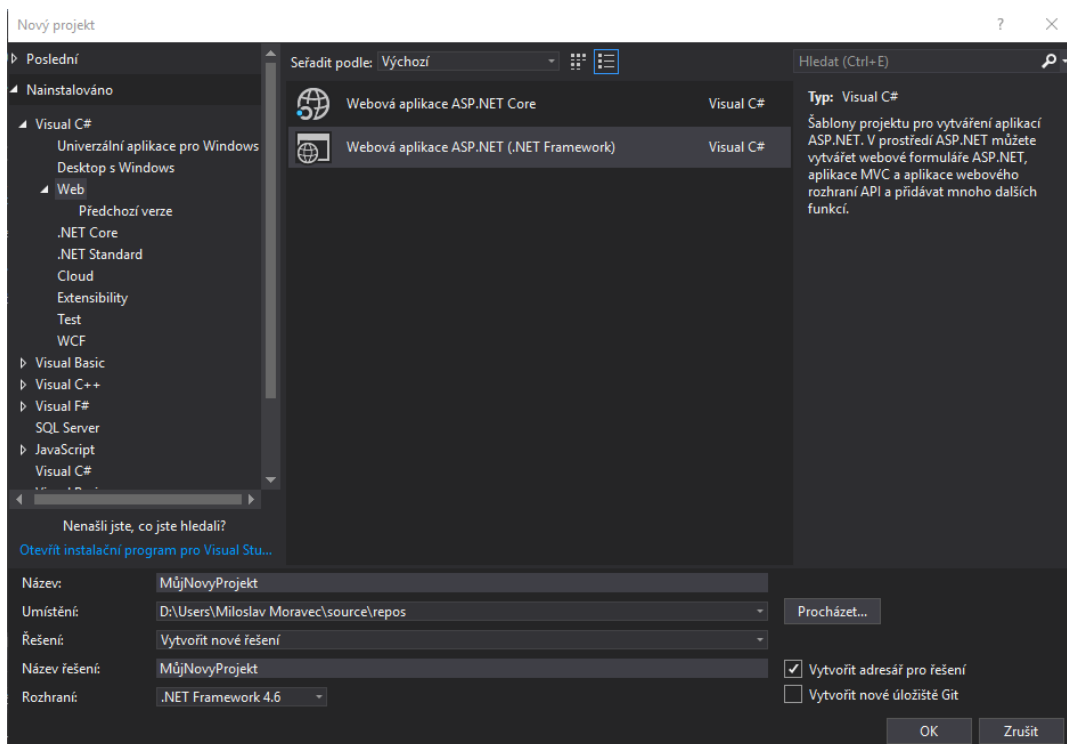 Nový projekt
?
Poslední
Nainstalováno
Visual C#
Univerzální aplikace pro Windows
Desktop s Windows
Web
Předchozí verze
.NET Core
.NET Standard
Cloud
Extensibility
Test
WCF
Visual Basic
Visual C++
Visual F#
SQL Server
JavaScript
Visual C#
Nenašli jste, co jste hledali?
Otevřít instalační program pro Visual Stu...
Seřadit podle: Výchozí
Webová aplikace ASP.NET Core Visual C#
Webová aplikace ASP.NET (.NET Framework) Visual C#
Hledat (Ctrl+E)
Typ: Visual C#
Šablony projektu pro vytváření aplikací
ASP.NET. V prostředí ASP.NET můžete
vytvářet webové formuláře ASP.NET,
aplikace MVC a aplikace webového
rozhraní API a přidávat mnoho dalších
funkcí.
Název: MůjNovyProjekt
Umístění: D:\Users\Miloslav Moravec\source\repos Procházet...
Řešení: Vytvořit nové řešení
Název řešení: MůjNovyProjekt
Vytvořit adresář pro řešení
Rozhraní: .NET Framework 4.6
Vytvořit nové úložiště Git
OK Zrušit